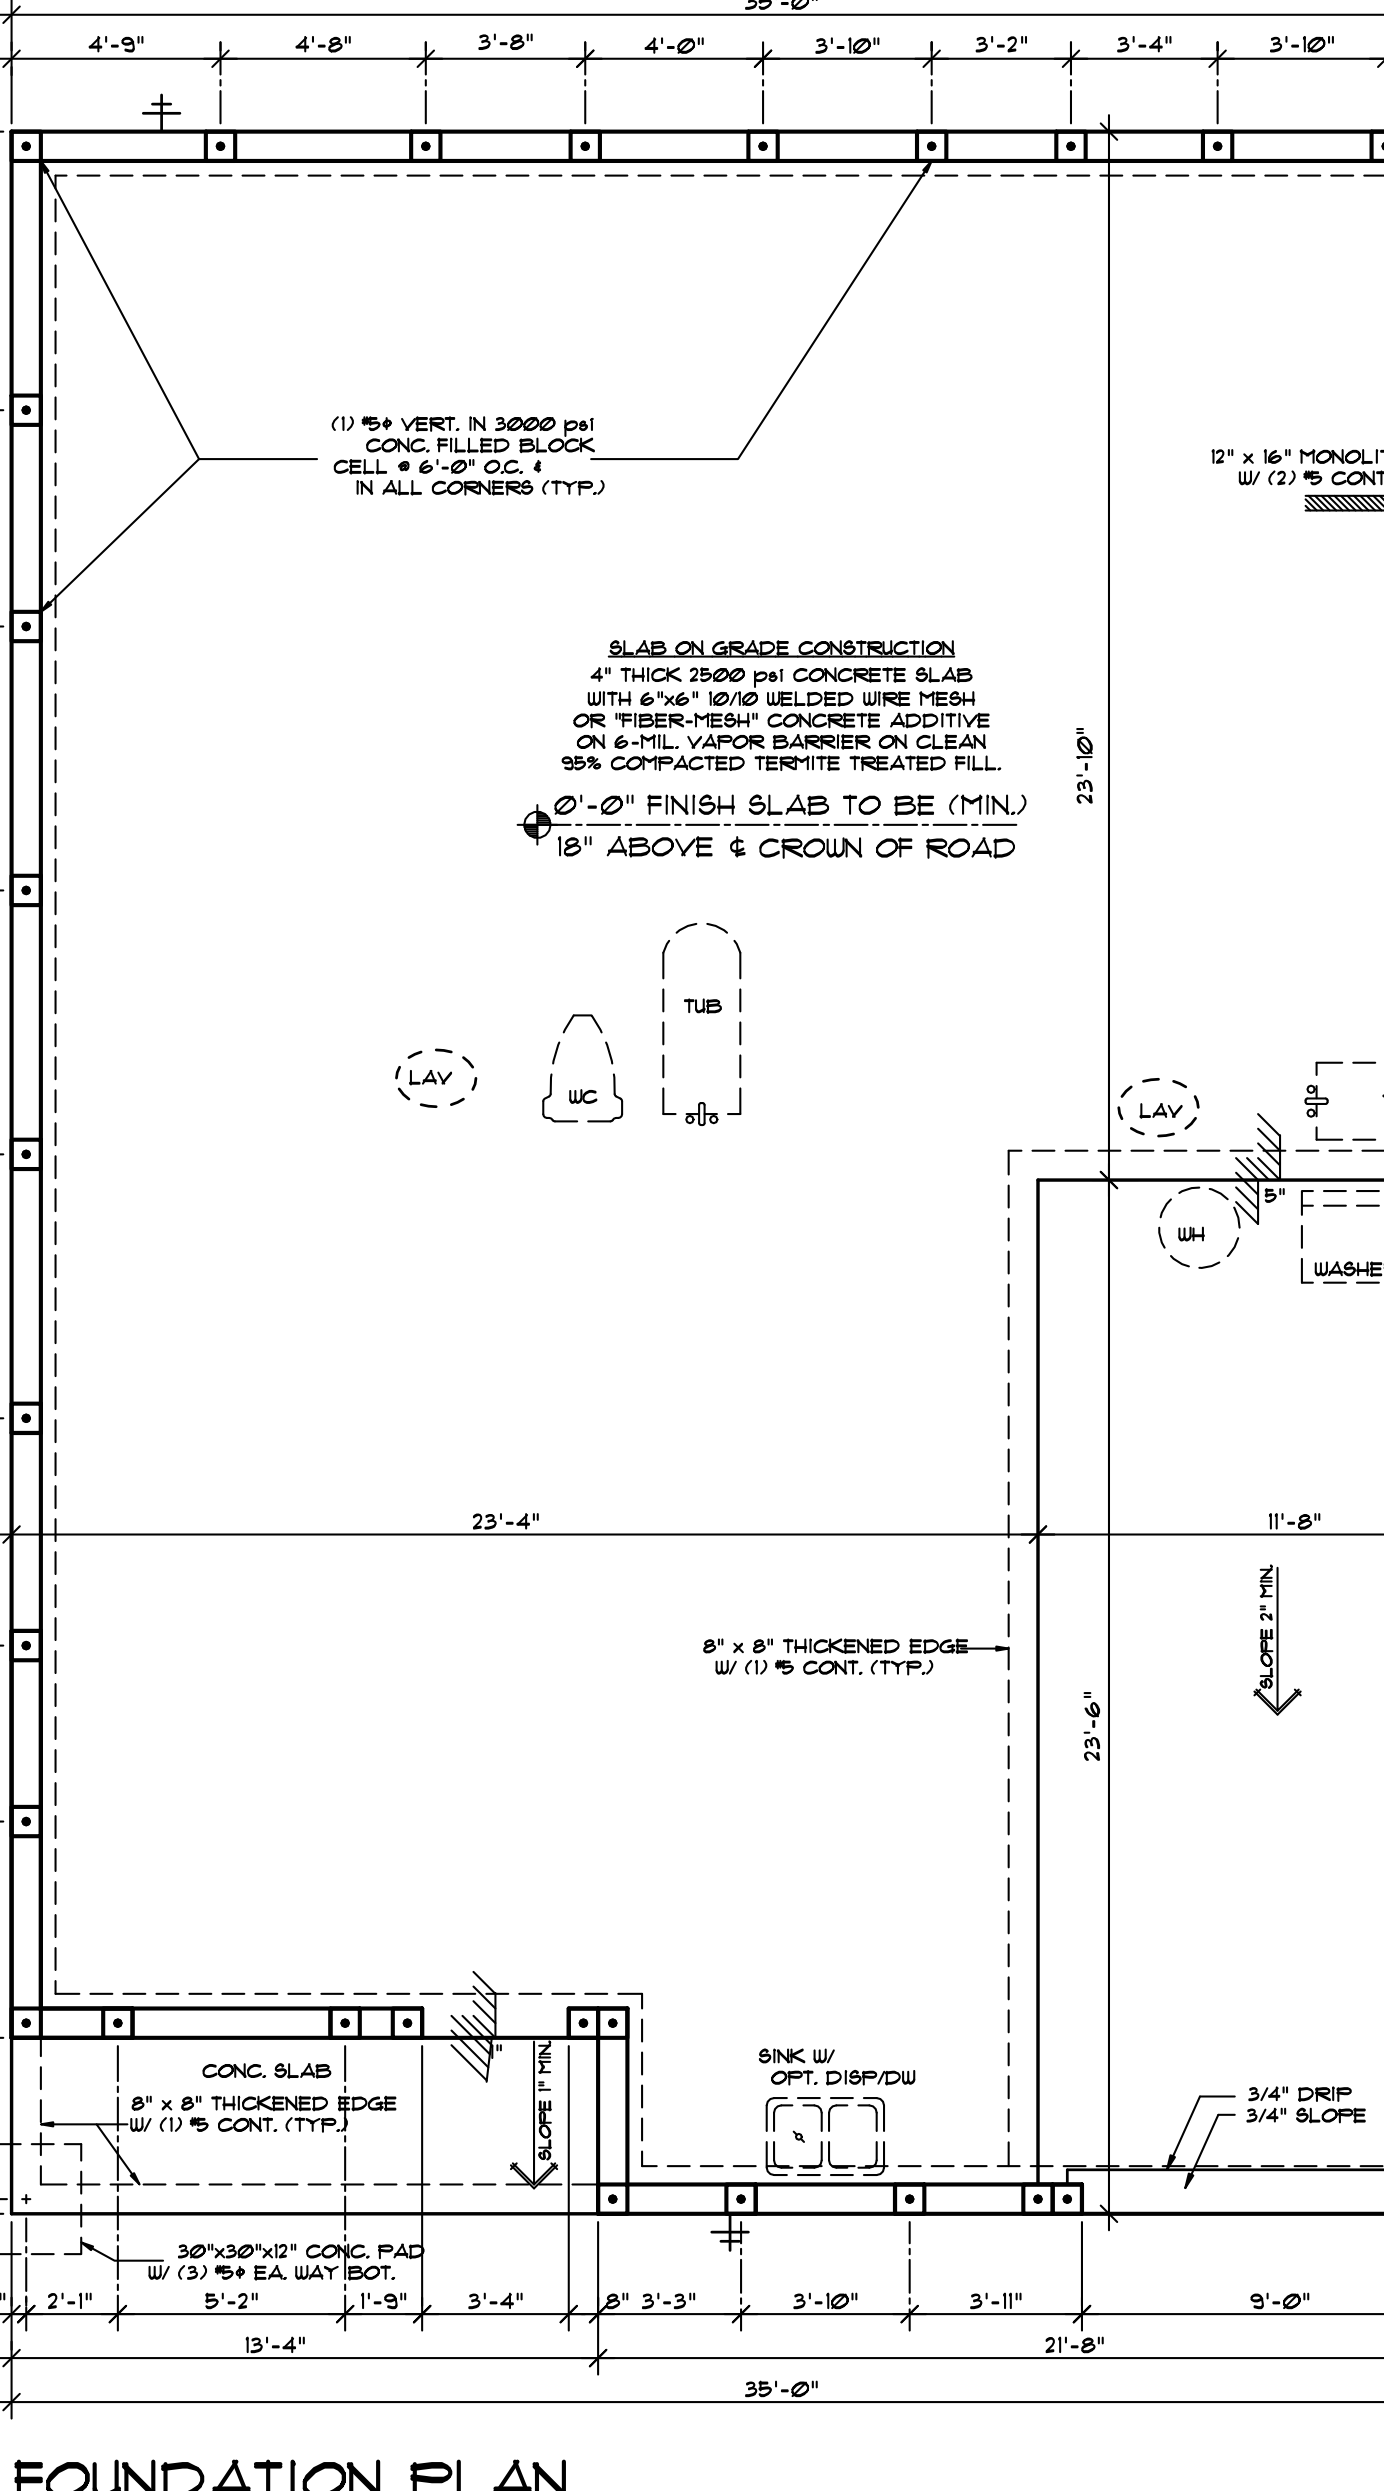 35'-0"
4'-9" 4'-8" 3'-8" 4'-0" 3'-10" 3'-2" 3'-4" 3'-10"
(1) #5ϕ VERT. IN 3000 psi
CONC. FILLED BLOCK
CELL @ 6'-0" O.C. &
IN ALL CORNERS (TYP.)
12" x 16"
W/ (2) #5
SLAB ON GRADE CONSTRUCTION
4" THICK 2500 psi CONCRETE SLAB
WITH 6"x6" 10/10 WELDED WIRE MESH
OR "FIBER-MESH" CONCRETE ADDITIVE
ON 6-MIL. VAPOR BARRIER ON CLEAN
95% COMPACTED TERMITE TREATED FILL.
23'-10"
0'-0" FINISH SLAB TO BE (MIN.)
18" ABOVE ℄ CROWN OF ROAD
TUB
LAV
WC
LAV
5"
WH
23'-4"
11'-8"
SLOPE 2" MIN.
8" x 8" THICKENED EDGE
W/ (1) #5 CONT. (TYP.)
23'-6"
1"
SLOPE 1" MIN.
SINK W/
OPT. DISP/DW
CONC. SLAB
8" x 8" THICKENED EDGE
W/ (1) #5 CONT. (TYP.)
3/4" DRIP
3/4" SLOPE
30"x30"x12" CONC. PAD
W/ (3) #5ϕ EA. WAY BOT.
2'-1" 5'-2" 1'-9" 3'-4" 8" 3'-3" 3'-10" 3'-11" 9'-0"
13'-4" 21'-8"
35'-0"
FOUNDATION PLAN